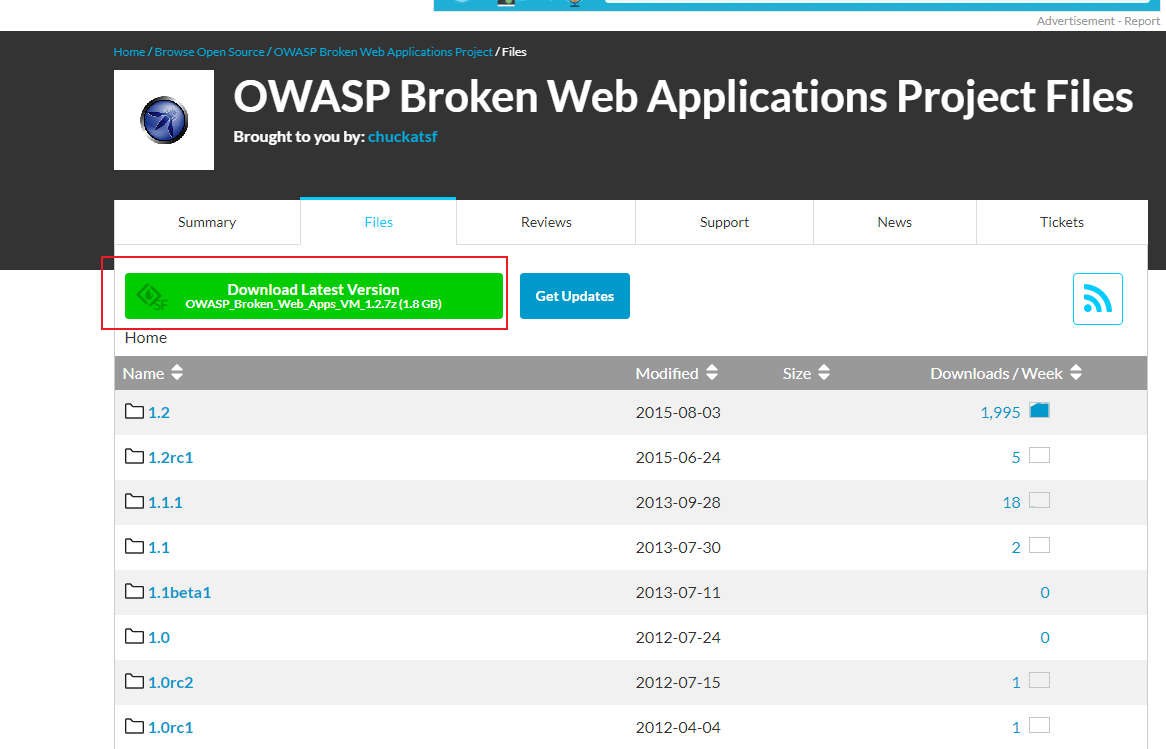 Advertisement - Report
Home / Browse Open Source / OWASP Broken Web Applications Project / Files
OWASP Broken Web Applications Project Files
Brought to you by: chuckatsf
Summary
Files
Reviews
Support
News
Tickets
SF
Download Latest Version
OWASP_Broken_Web_Apps_VM_1.2.7z (1.8 GB)
Get Updates
Home
Name Modified Size Downloads / Week
1.2 2015-08-03 1,995
1.2rc1 2015-06-24 5
1.1.1 2013-09-28 18
1.1 2013-07-30 2
1.1beta1 2013-07-11 0
1.0 2012-07-24 0
1.0rc2 2012-07-15 1
1.0rc1 2012-04-04 1